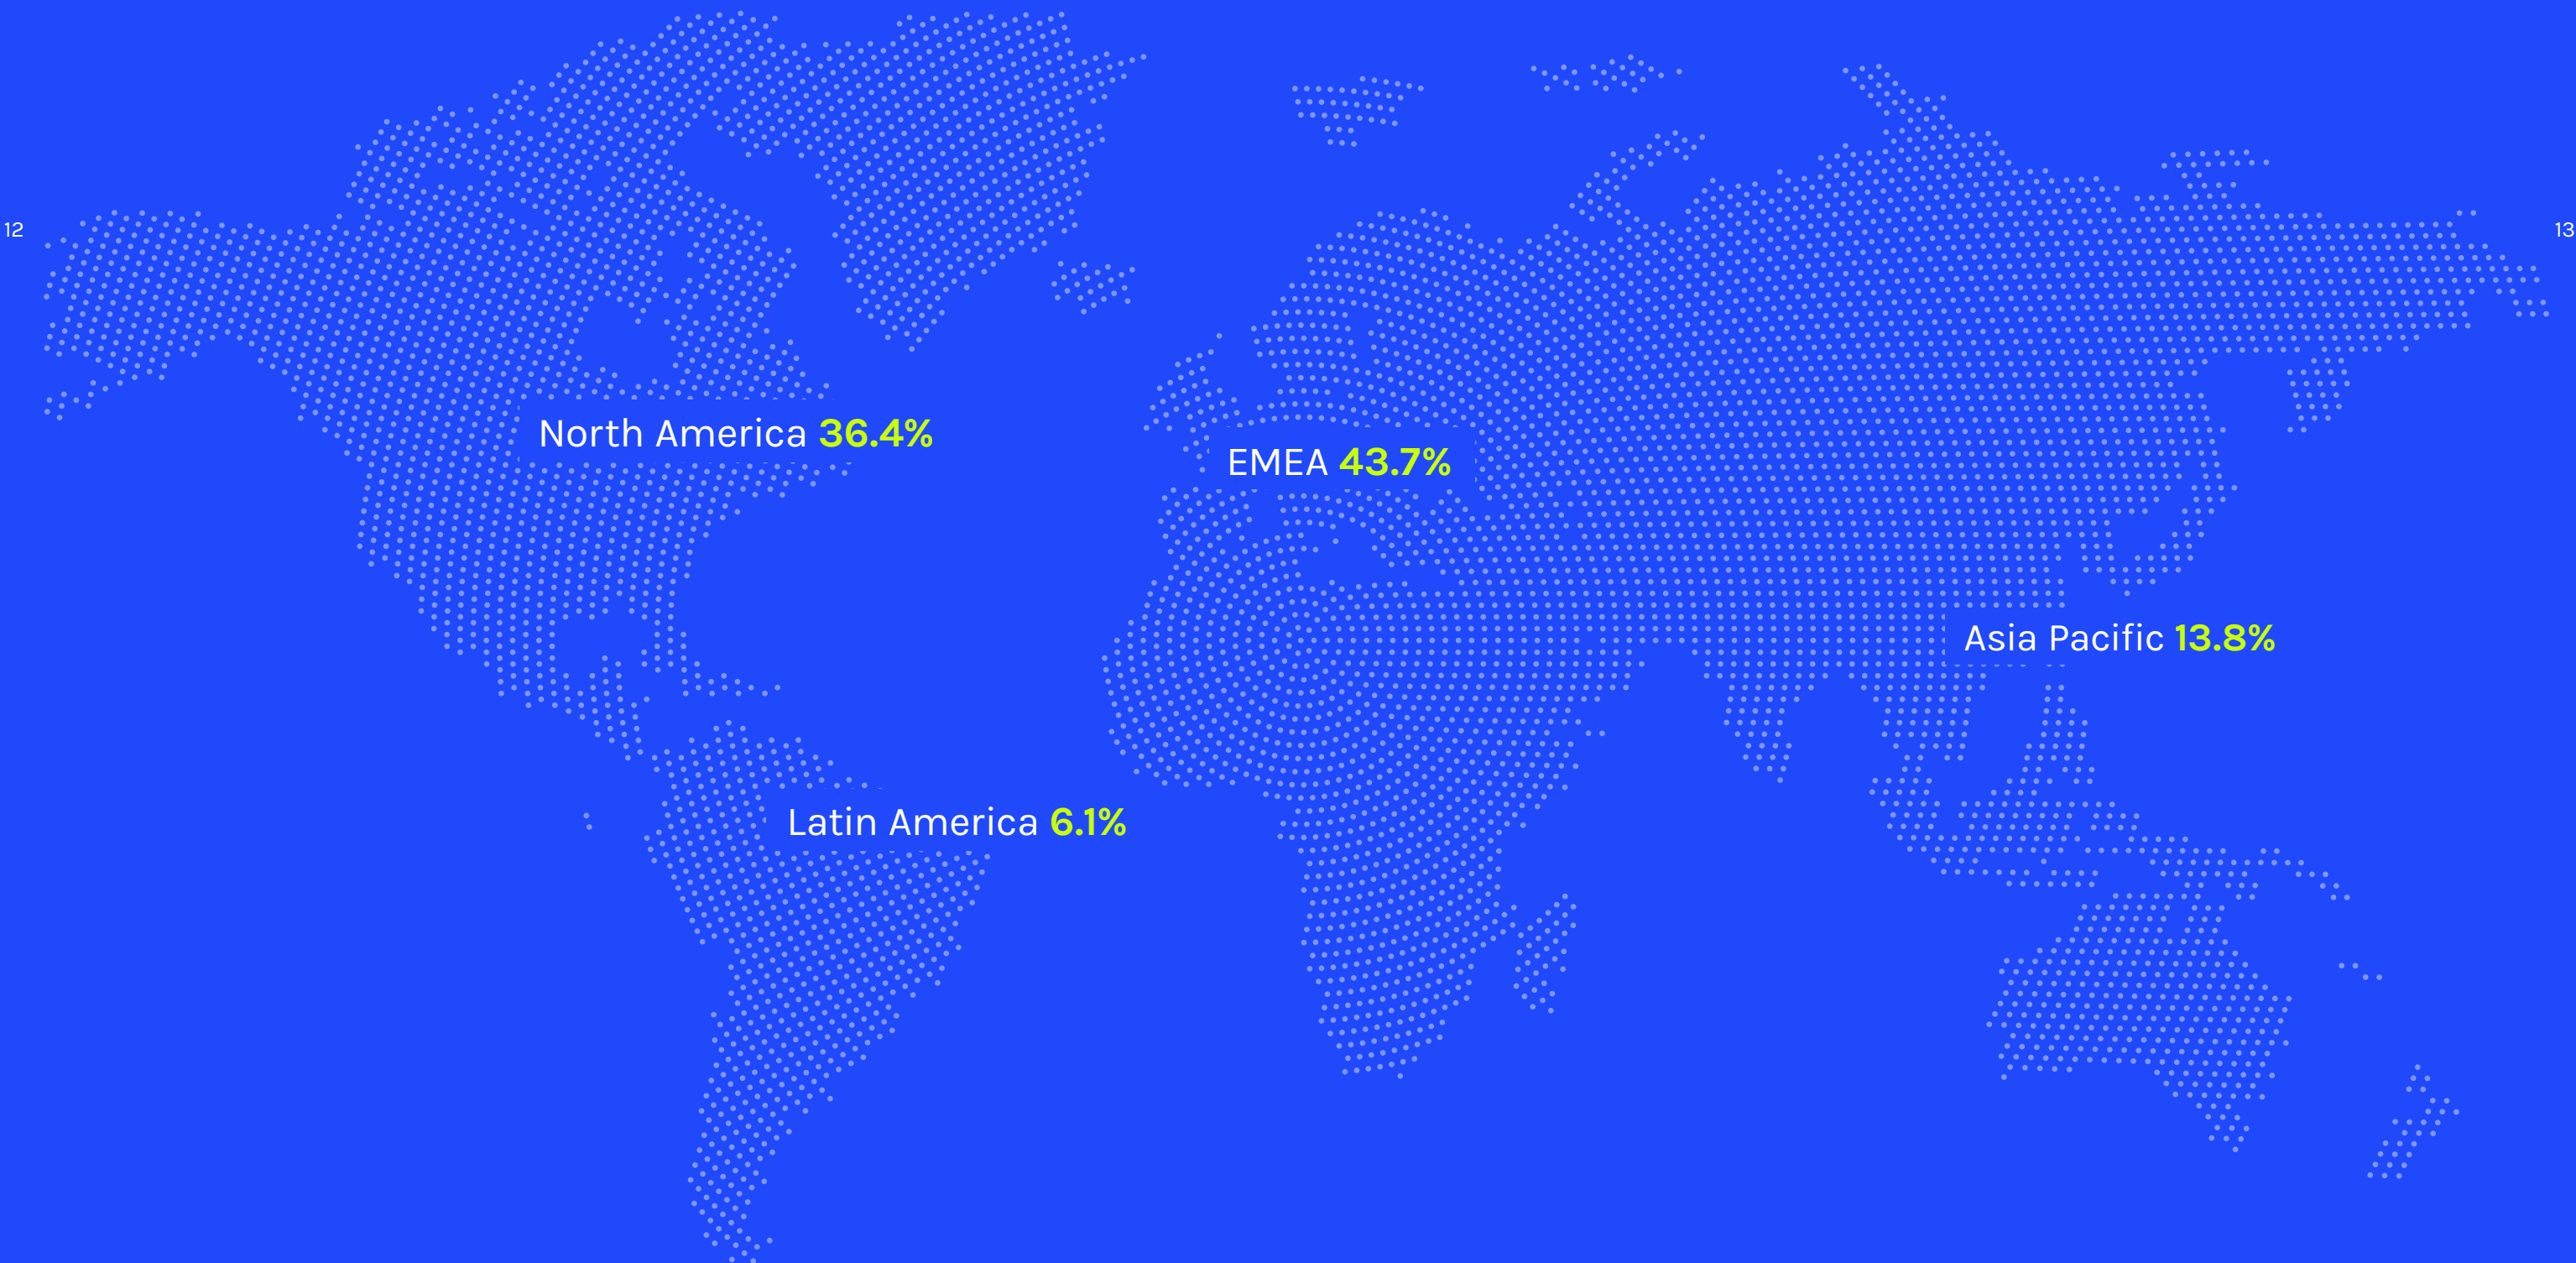 12
13
North America 36.4%
EMEA 43.7%
Asia Pacific 13.8%
Latin America 6.1%